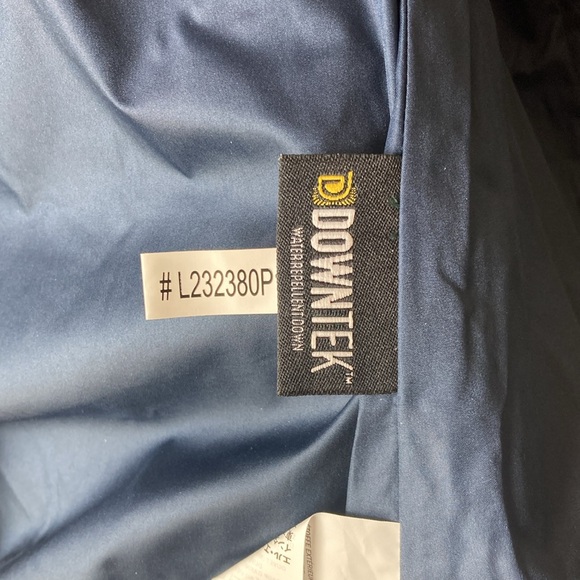 # L232380P
DOWNTEK™
WATER REPELLENT DOWN